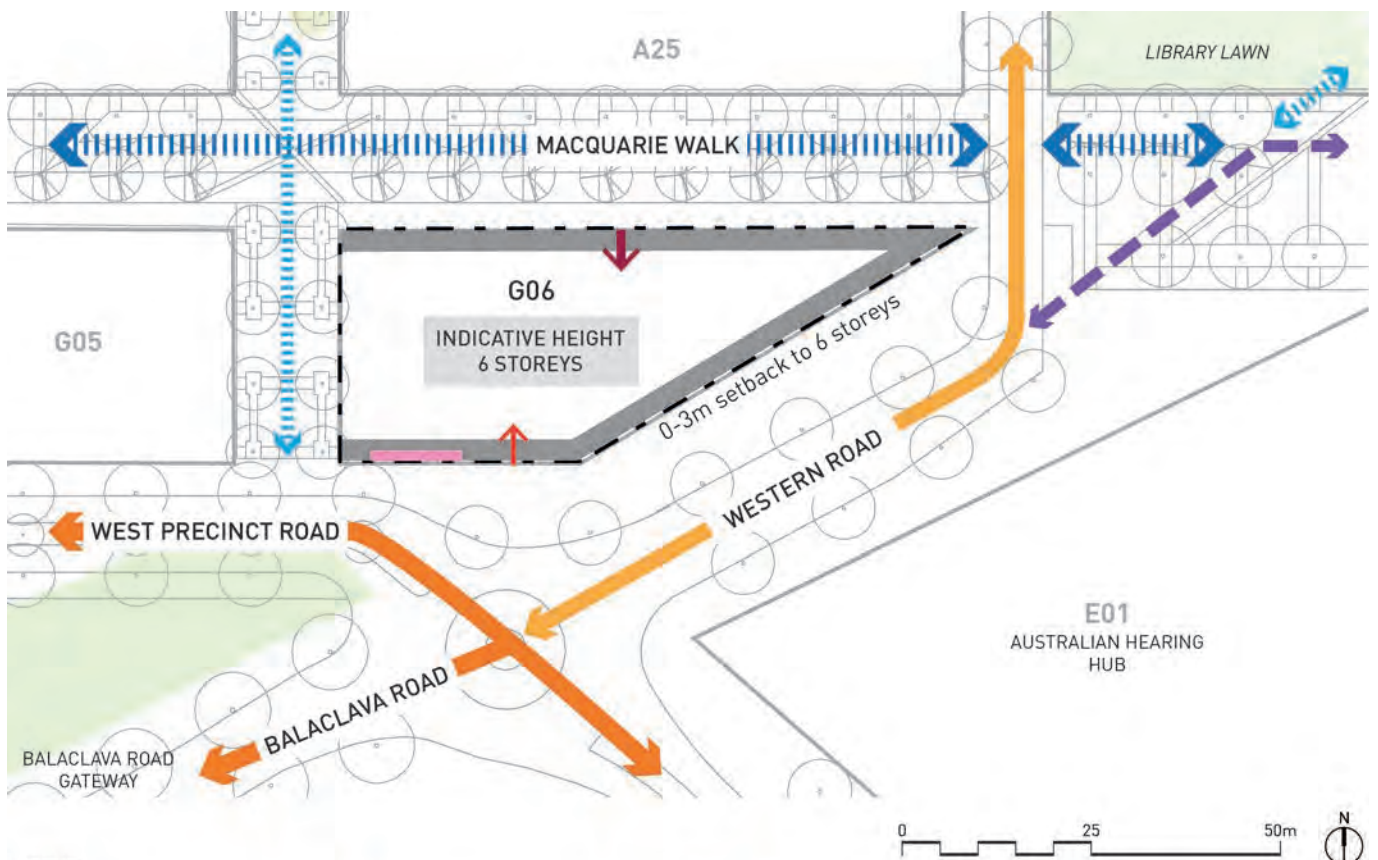 A25
LIBRARY LAWN
MACQUARIE WALK
G06
INDICATIVE HEIGHT
6 STOREYS
G05
0-3m setback to 6 storeys
WESTERN ROAD
WEST PRECINCT ROAD
E01
AUSTRALIAN HEARING
HUB
BALACLAVA ROAD
BALACLAVA ROAD
GATEWAY
0 25 50m
N